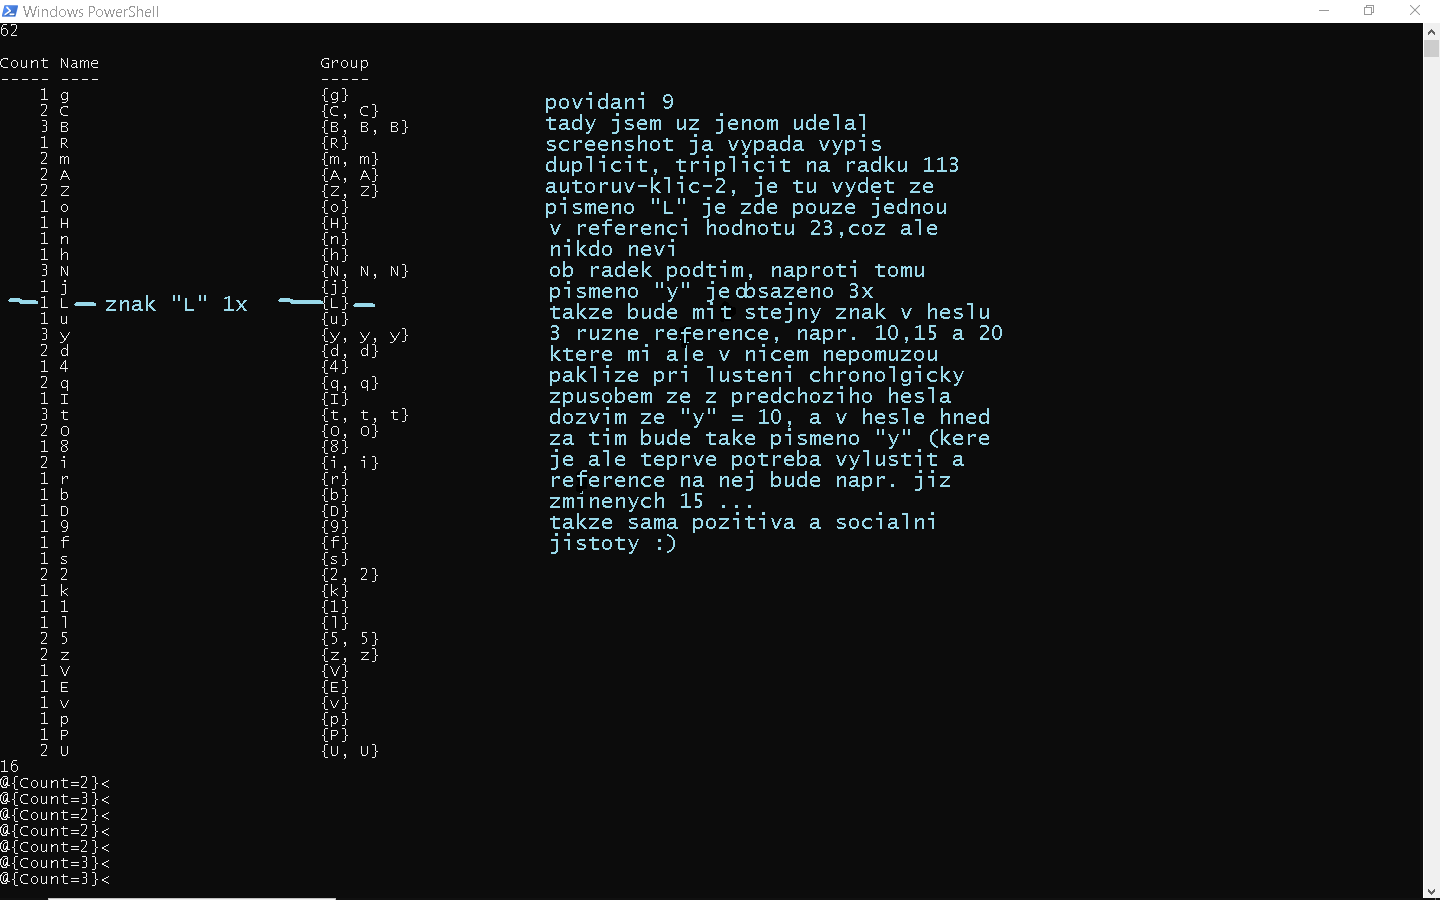 Windows PowerShell
62
Count Name Group
----- ---- -----
1 g {g}
2 C {C, C}
3 B {B, B, B}
1 R {R}
2 m {m, m}
2 A {A, A}
2 Z {Z, Z}
1 o {o}
1 H {H}
1 n {n}
1 h {h}
3 N {N, N, N}
1 j {j}
1 L znak "L" 1x {L}
1 u {u}
3 y {y, y, y}
2 d {d, d}
1 4 {4}
2 q {q, q}
1 I {I}
3 t {t, t, t}
2 O {O, O}
1 8 {8}
2 i {i, i}
1 r {r}
1 b {b}
1 D {D}
1 9 {9}
1 f {f}
1 s {s}
2 2 {2, 2}
1 k {k}
1 1 {1}
1 l {l}
2 5 {5, 5}
2 z {z, z}
1 V {V}
1 E {E}
1 v {v}
1 p {p}
1 P {P}
2 U {U, U}
16
@{Count=2}<
@{Count=3}<
@{Count=2}<
@{Count=2}<
@{Count=2}<
@{Count=3}<
@{Count=3}<
povidani 9
tady jsem uz jenom udelal
screenshot ja vypada vypis
duplicit, triplicit na radku 113
autoruv-klic-2, je tu vydet ze
pismeno "L" je zde pouze jednou
v referenci hodnotu 23,coz ale
nikdo nevi
ob radek podtim, naproti tomu
pismeno "y" je obsazeno 3x
takze bude mit stejny znak v heslu
3 ruzne reference, napr. 10,15 a 20
ktere mi ale v nicem nepomuzou
paklize pri lusteni chronolgicky
zpusobem ze z predchoziho hesla
dozvim ze "y" = 10, a v hesle hned
za tim bude take pismeno "y" (kere
je ale teprve potreba vylustit a
reference na nej bude napr. jiz
zminenych 15 ...
takze sama pozitiva a socialni
jistoty :)